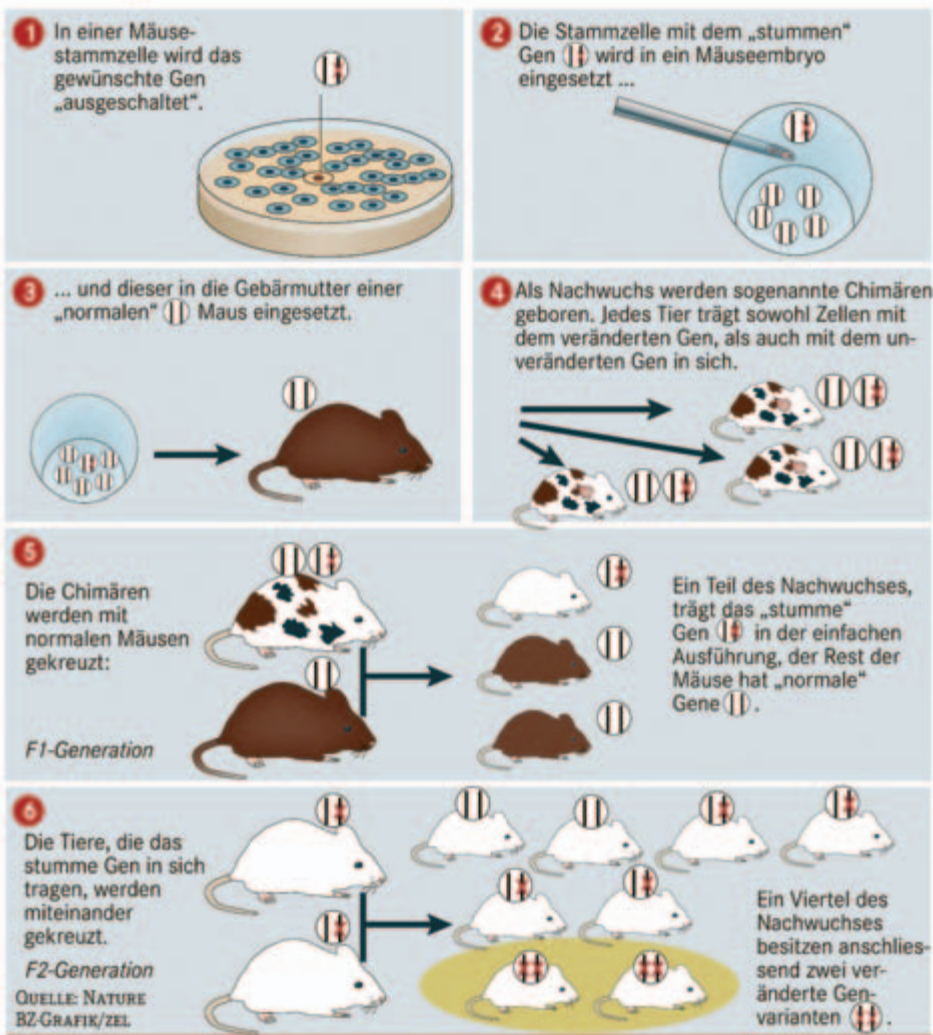 1 In einer Mäuse-
stammzelle wird das
gewünschte Gen
„ausgeschaltet“.
2 Die Stammzelle mit dem „stummen“
Gen wird in ein Mäuseembryo
eingesetzt ...
3 ... und dieser in die Gebärmutter einer
„normalen“ Maus eingesetzt.
4 Als Nachwuchs werden sogenannte Chimären
geboren. Jedes Tier trägt sowohl Zellen mit
dem veränderten Gen, als auch mit dem un-
veränderten Gen in sich.
5
Die Chimären
werden mit
normalen Mäusen
gekreuzt:
F1-Generation
Ein Teil des Nachwuchses,
trägt das „stumme“
Gen in der einfachen
Ausführung, der Rest der
Mäuse hat „normale“
Gene .
6
Die Tiere, die das
stumme Gen in sich
tragen, werden
miteinander
gekreuzt.
F2-Generation
QUELLE: NATURE
BZ-GRAFIK/ZEL
Ein Viertel des
Nachwuchses
besitzen anschlies-
send zwei ver-
änderte Gen-
varianten .